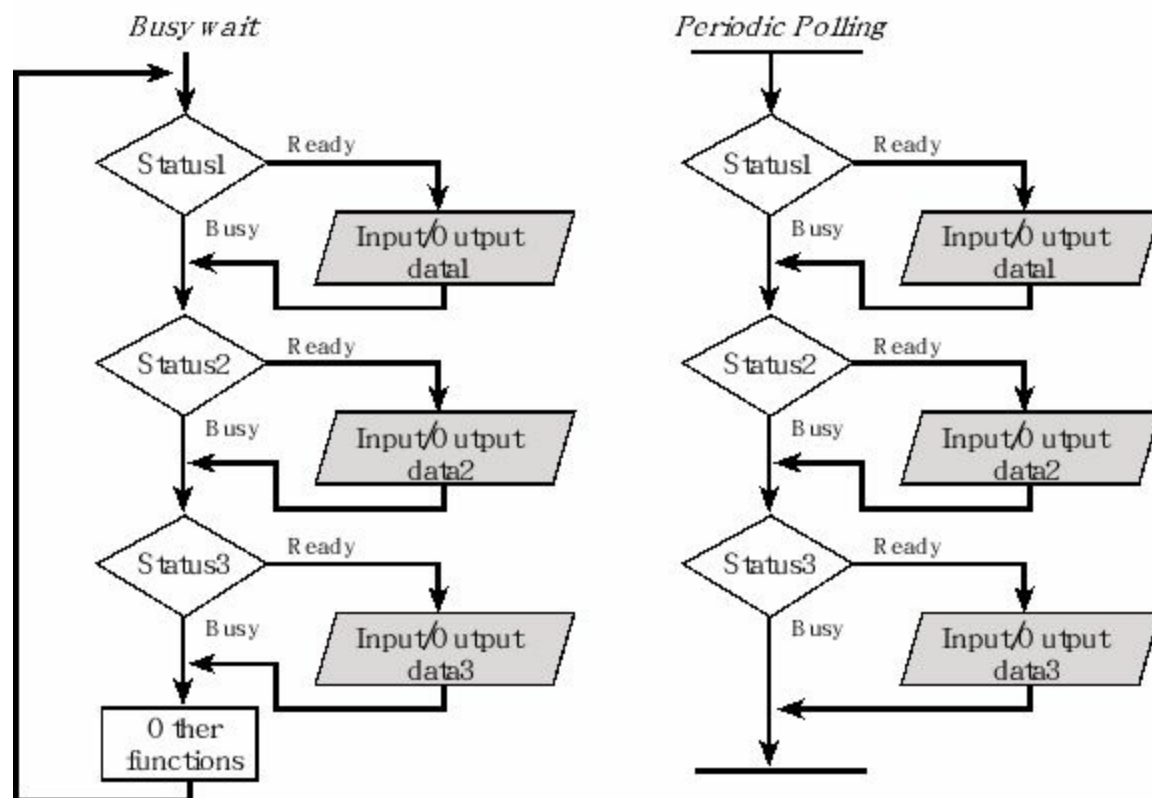 Busy wait
Status1
Ready
Busy
Input/Output
data1
Status2
Ready
Busy
Input/Output
data2
Status3
Ready
Busy
Input/Output
data3
Other
functions
Periodic Polling
Status1
Ready
Busy
Input/Output
data1
Status2
Ready
Busy
Input/Output
data2
Status3
Ready
Busy
Input/Output
data3